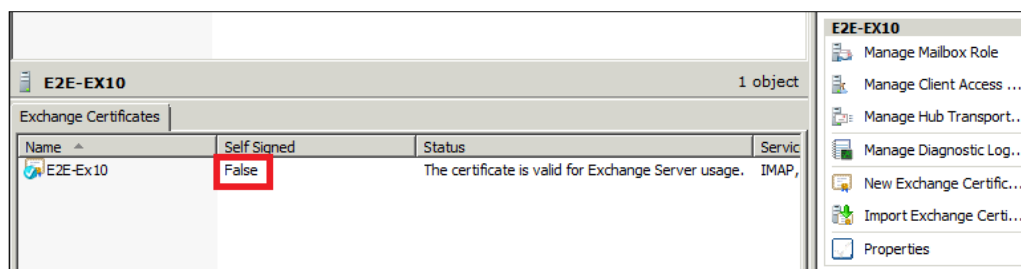 E2E-EX10
1 object
Exchange Certificates
Name Self Signed Status Servic
E2E-Ex10 False The certificate is valid for Exchange Server usage. IMAP,
E2E-EX10
Manage Mailbox Role
Manage Client Access ...
Manage Hub Transport...
Manage Diagnostic Log...
New Exchange Certific...
Import Exchange Certi...
Properties